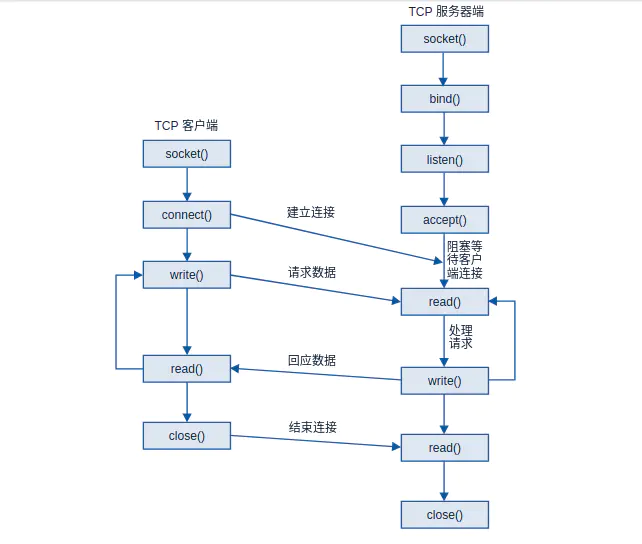 TCP 服务器端
socket()
bind()
TCP 客户端
socket()
listen()
connect()
建立连接
accept()
阻塞等
待客户
端连接
write()
请求数据
read()
处理
请求
read()
回应数据
write()
close()
结束连接
read()
close()